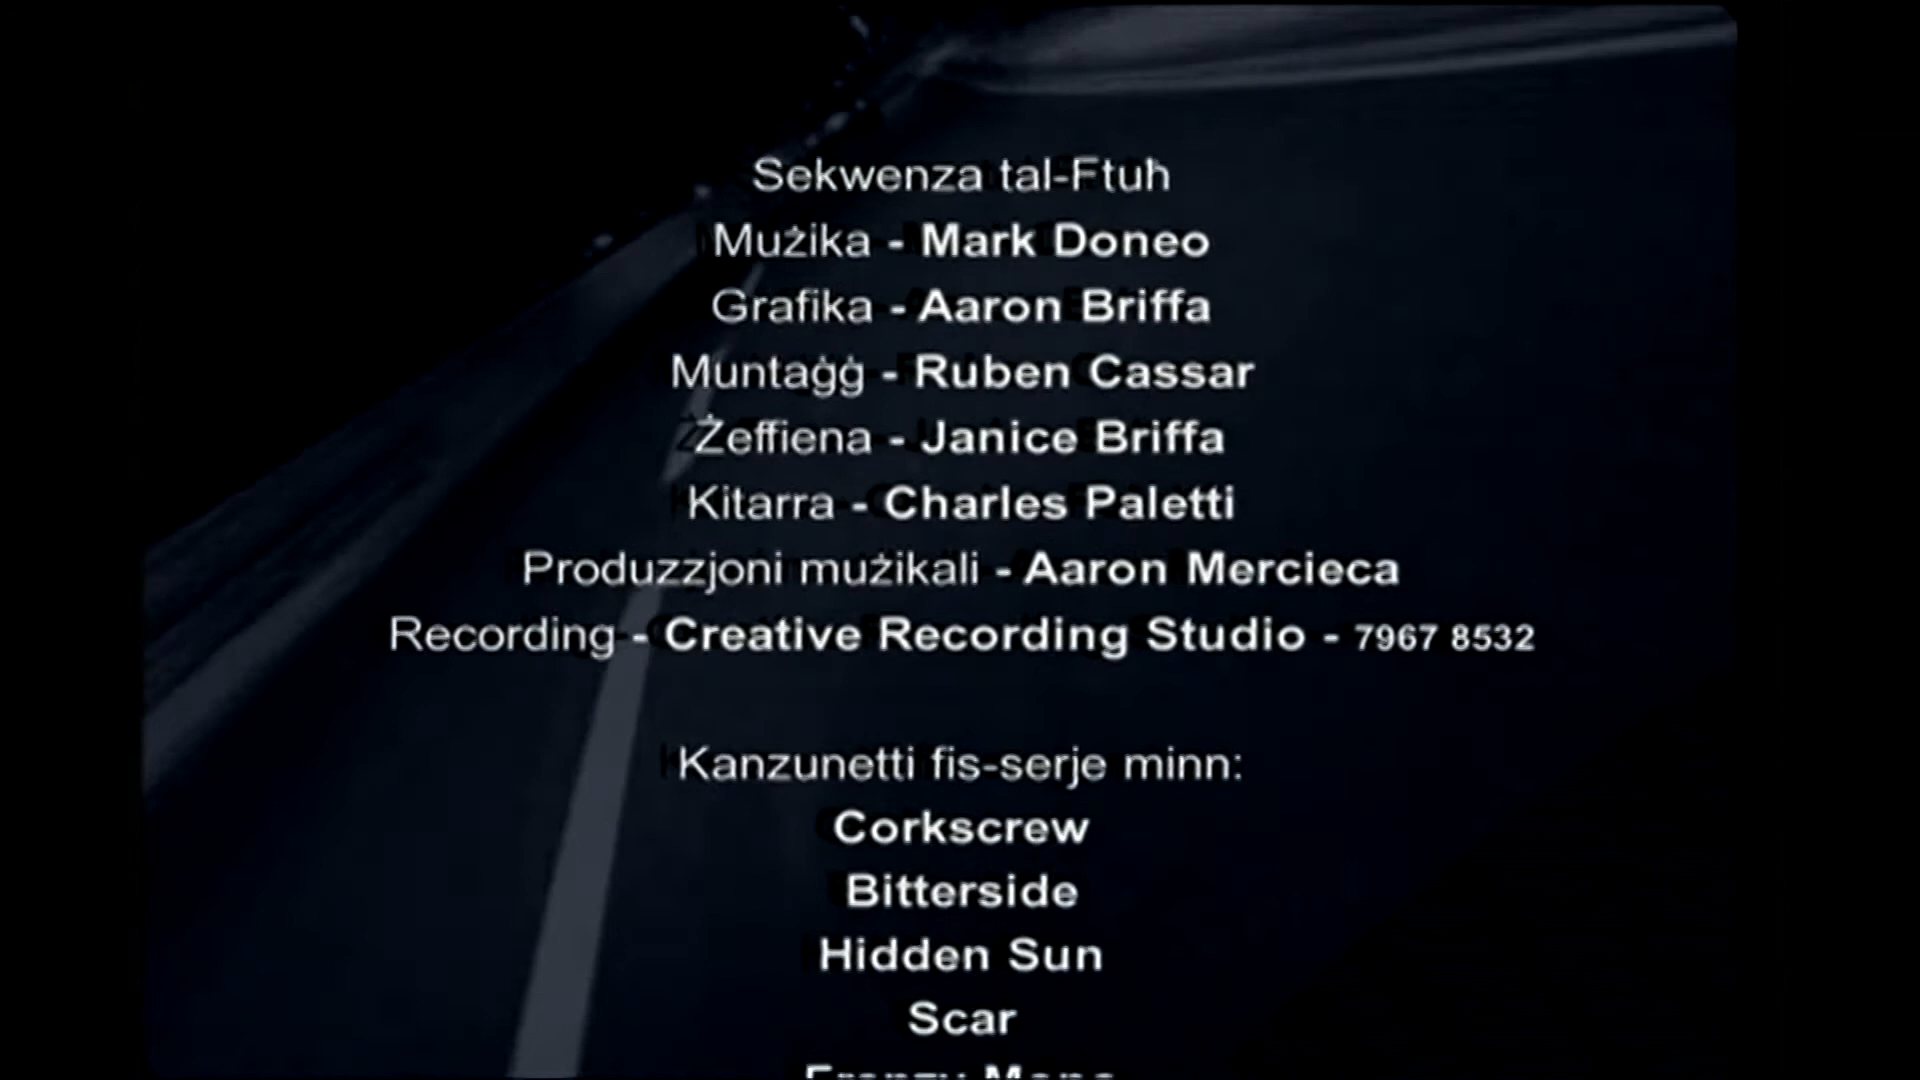 Sekwenza tal-Ftuħ
Mużika - Mark Doneo
Grafika - Aaron Briffa
Muntaġġ - Ruben Cassar
Żeffiena - Janice Briffa
Kitarra - Charles Paletti
Produzzjoni mużikali - Aaron Mercieca
Recording - Creative Recording Studio - 7967 8532
Kanzunetti fis-serje minn:
Corkscrew
Bitterside
Hidden Sun
Scar